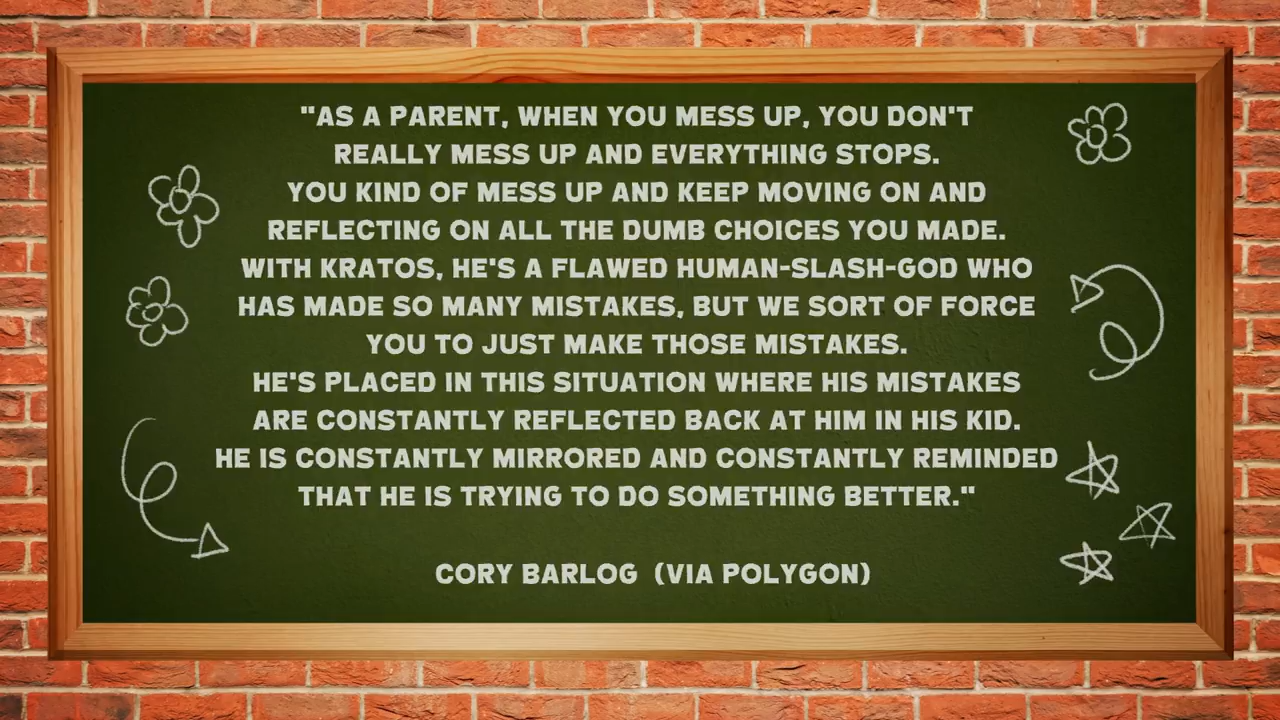 "AS A PARENT, WHEN YOU MESS UP, YOU DON'T
REALLY MESS UP AND EVERYTHING STOPS.
YOU KIND OF MESS UP AND KEEP MOVING ON AND
REFLECTING ON ALL THE DUMB CHOICES YOU MADE.
WITH KRATOS, HE'S A FLAWED HUMAN-SLASH-GOD WHO
HAS MADE SO MANY MISTAKES, BUT WE SORT OF FORCE
YOU TO JUST MAKE THOSE MISTAKES.
HE'S PLACED IN THIS SITUATION WHERE HIS MISTAKES
ARE CONSTANTLY REFLECTED BACK AT HIM IN HIS KID.
HE IS CONSTANTLY MIRRORED AND CONSTANTLY REMINDED
THAT HE IS TRYING TO DO SOMETHING BETTER."
CORY BARLOG (VIA POLYGON)